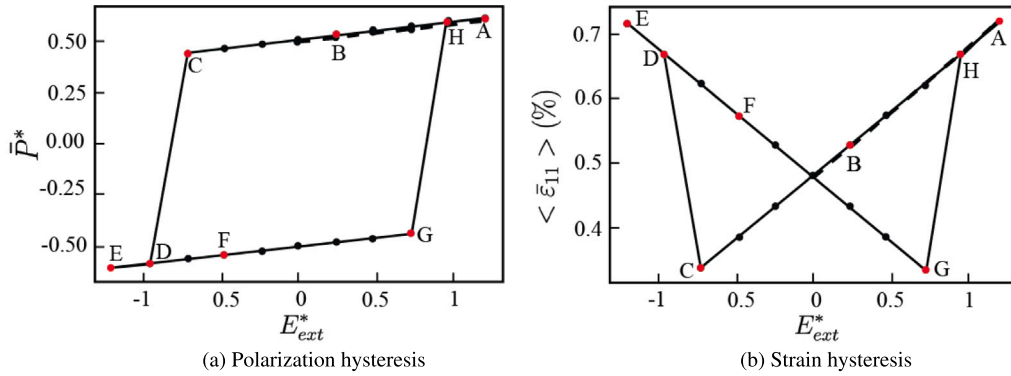 0.50
0.25
0.00
-0.25
-0.50
P̄*
A
B
C
D
E
F
G
H
-1
0.5
0
0.5
1
E*ext
(a) Polarization hysteresis
0.7
0.6
0.5
0.4
< ε̄11 > (%)
E
D
F
A
H
B
C
G
-1
0.5
0
0.5
1
E*ext
(b) Strain hysteresis